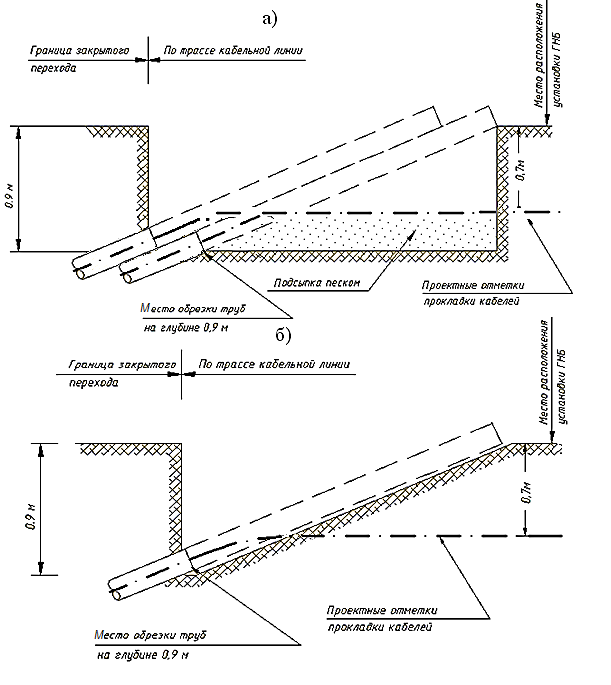 а)
Граница закрытого
перехода
По трассе кабельной линии
Место расположения
установки ГНБ
0.9 м
0,7м
Подсыпка песком
Проектные отметки
прокладки кабелей
Место обрезки труб
на глубине 0,9 м
б)
Граница закрытого
перехода
По трассе кабельной линии
Место расположения
установки ГНБ
0.9 м
0,7м
Проектные отметки
прокладки кабелей
Место обрезки труб
на глубине 0,9 м